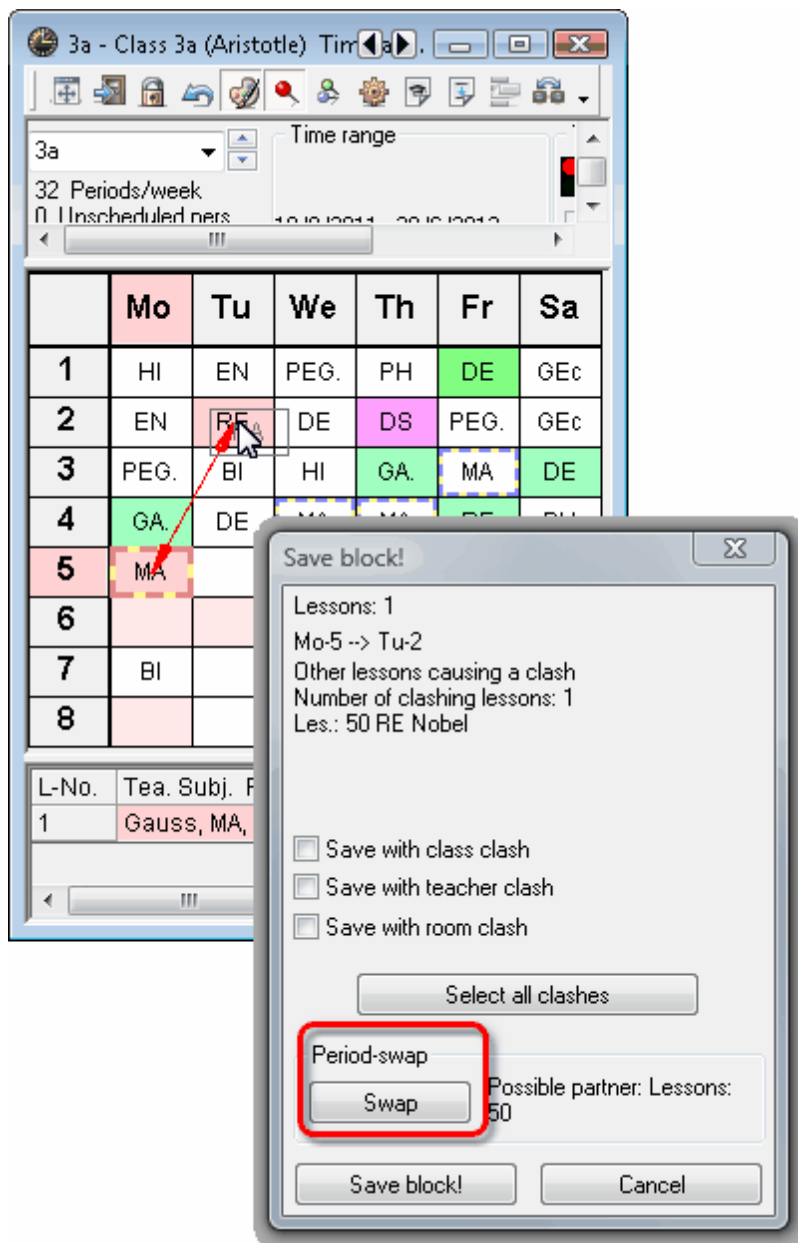 3a - Class 3a (Aristotle)
3a
Time range
32 Periods/week
0 Unscheduled pers
Mo Tu We Th Fr Sa
1 HI EN PEG. PH DE GEc
2 EN RE DE DS PEG. GEc
3 PEG. BI HI GA. MA DE
4 GA. DE
5 MA
6
7 BI
8
L-No. Tea. Subj.
1 Gauss, MA,
Save block!
Lessons: 1
Mo-5 --> Tu-2
Other lessons causing a clash
Number of clashing lessons: 1
Les.: 50 RE Nobel
Save with class clash
Save with teacher clash
Save with room clash
Select all clashes
Period-swap
Swap
Possible partner: Lessons:
50
Save block!
Cancel